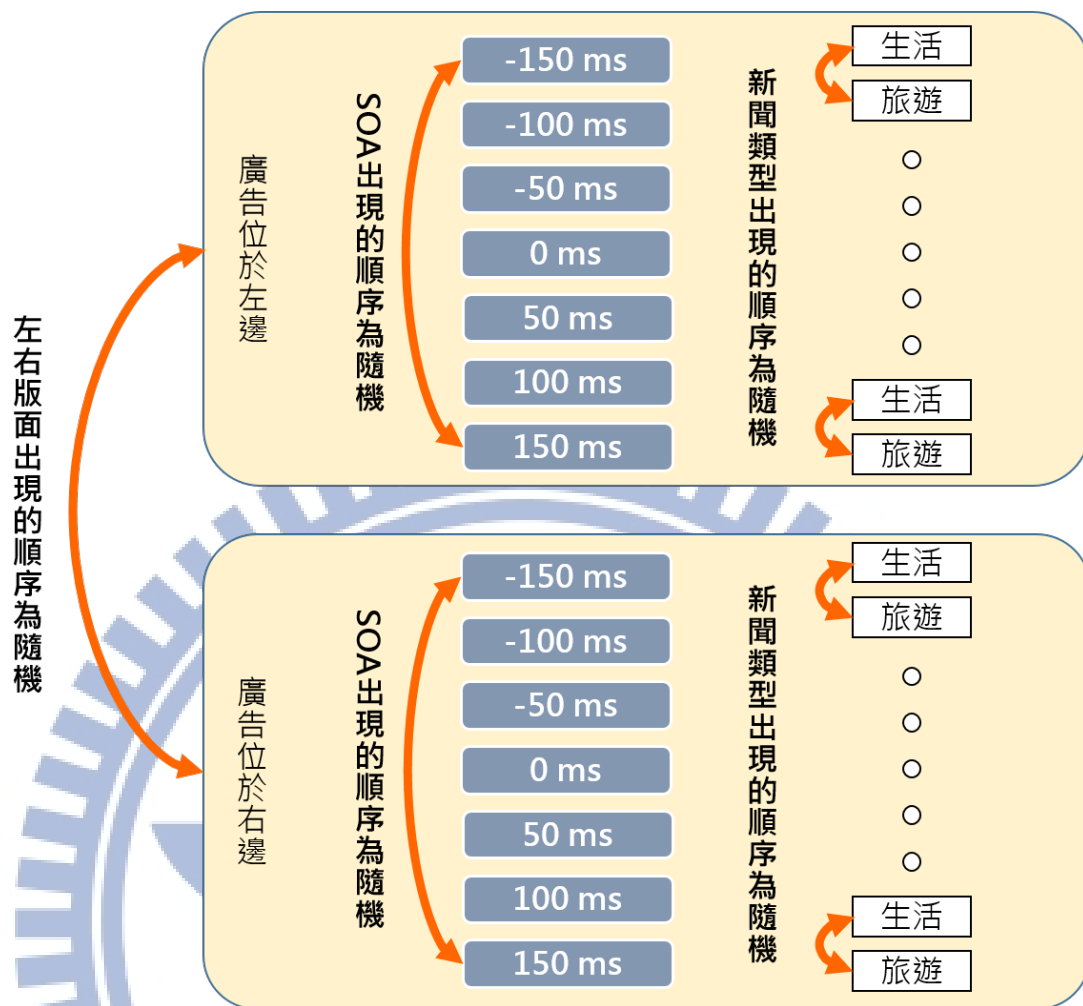 左右版面出現的順序為隨機
廣告位於左邊
SOA出現的順序為隨機
-150 ms
-100 ms
-50 ms
0 ms
50 ms
100 ms
150 ms
新聞類型出現的順序為隨機
生活
旅遊
生活
旅遊
廣告位於右邊
SOA出現的順序為隨機
-150 ms
-100 ms
-50 ms
0 ms
50 ms
100 ms
150 ms
新聞類型出現的順序為隨機
生活
旅遊
生活
旅遊